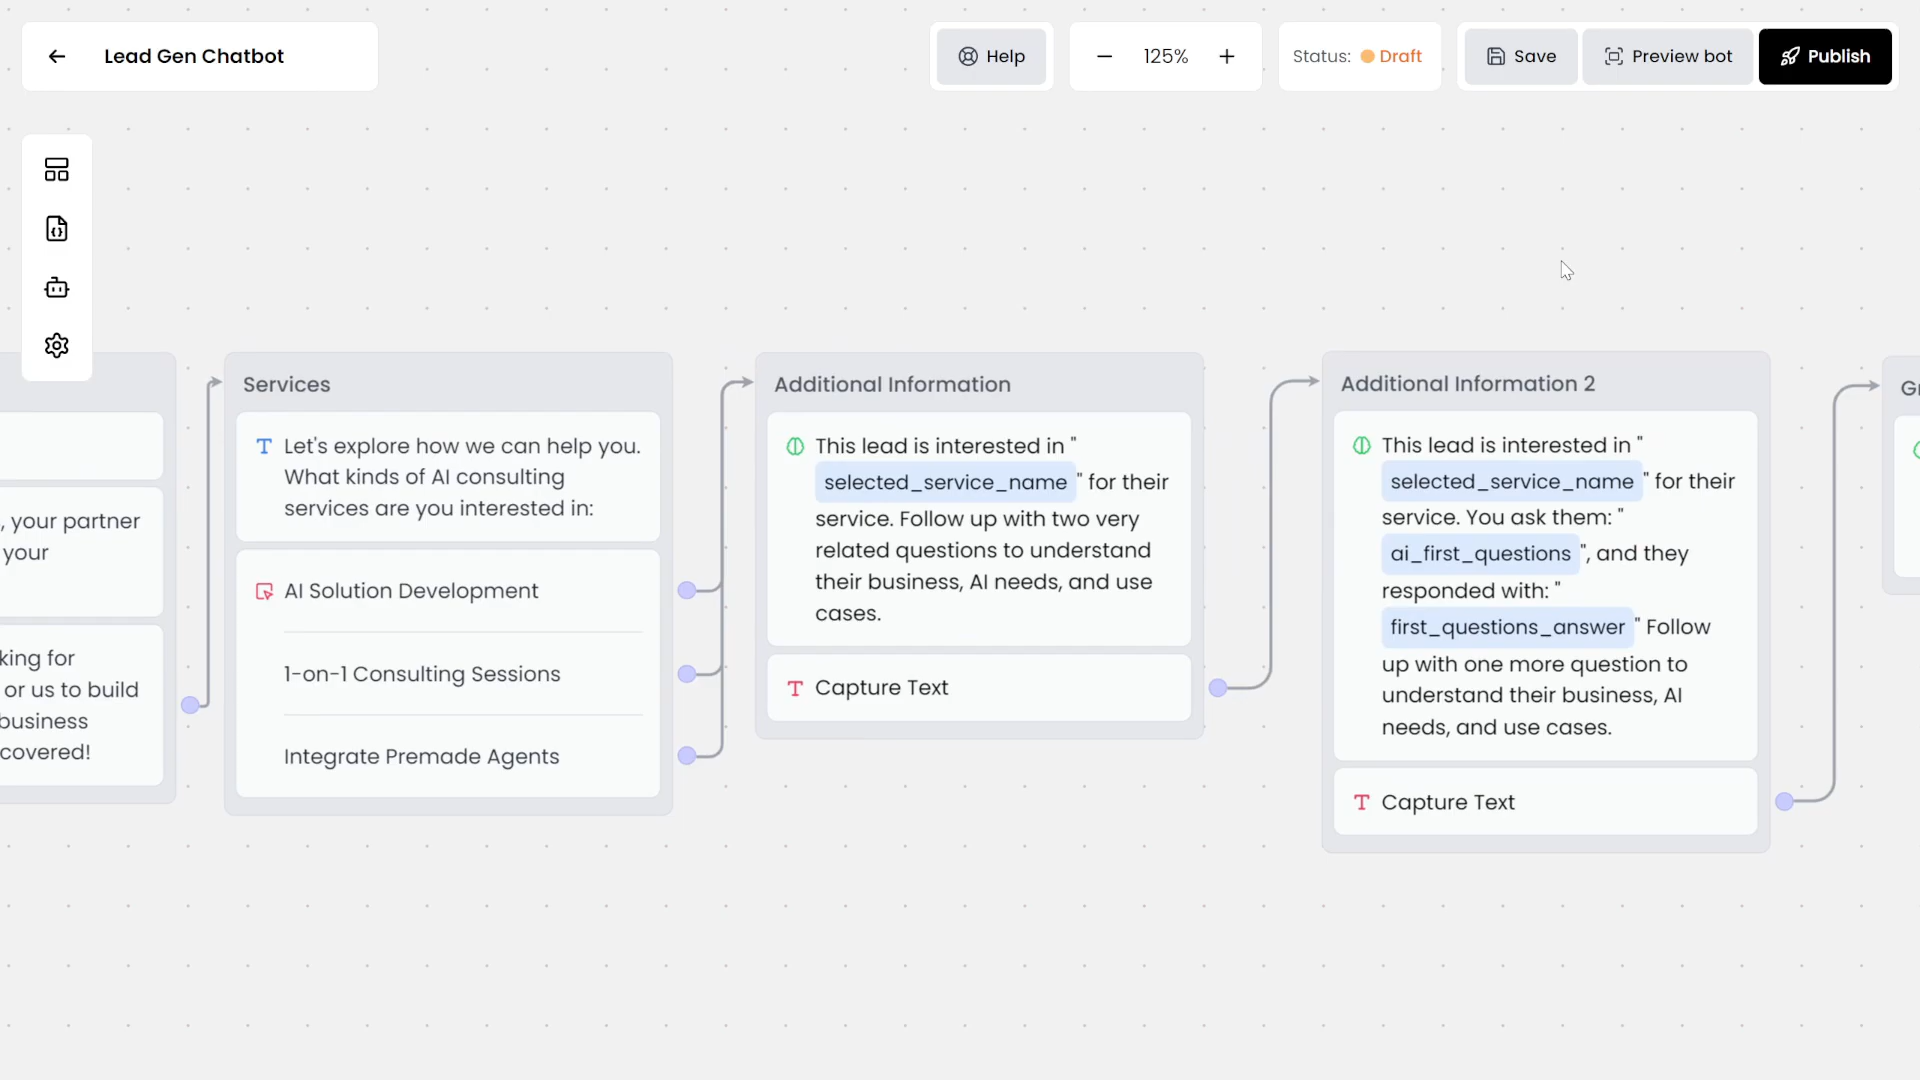 Lead Gen Chatbot
Help
125%
Status: Draft
Save
Preview bot
Publish
, your partner
your
king for
or us to build
business
covered!
Services
Let's explore how we can help you.
What kinds of AI consulting
services are you interested in:
AI Solution Development
1-on-1 Consulting Sessions
Integrate Premade Agents
Additional Information
This lead is interested in "
selected_service_name " for their
service. Follow up with two very
related questions to understand
their business, AI needs, and use
cases.
Capture Text
Additional Information 2
This lead is interested in "
selected_service_name " for their
service. You ask them: "
ai_first_questions ", and they
responded with: "
first_questions_answer " Follow
up with one more question to
understand their business, AI
needs, and use cases.
Capture Text